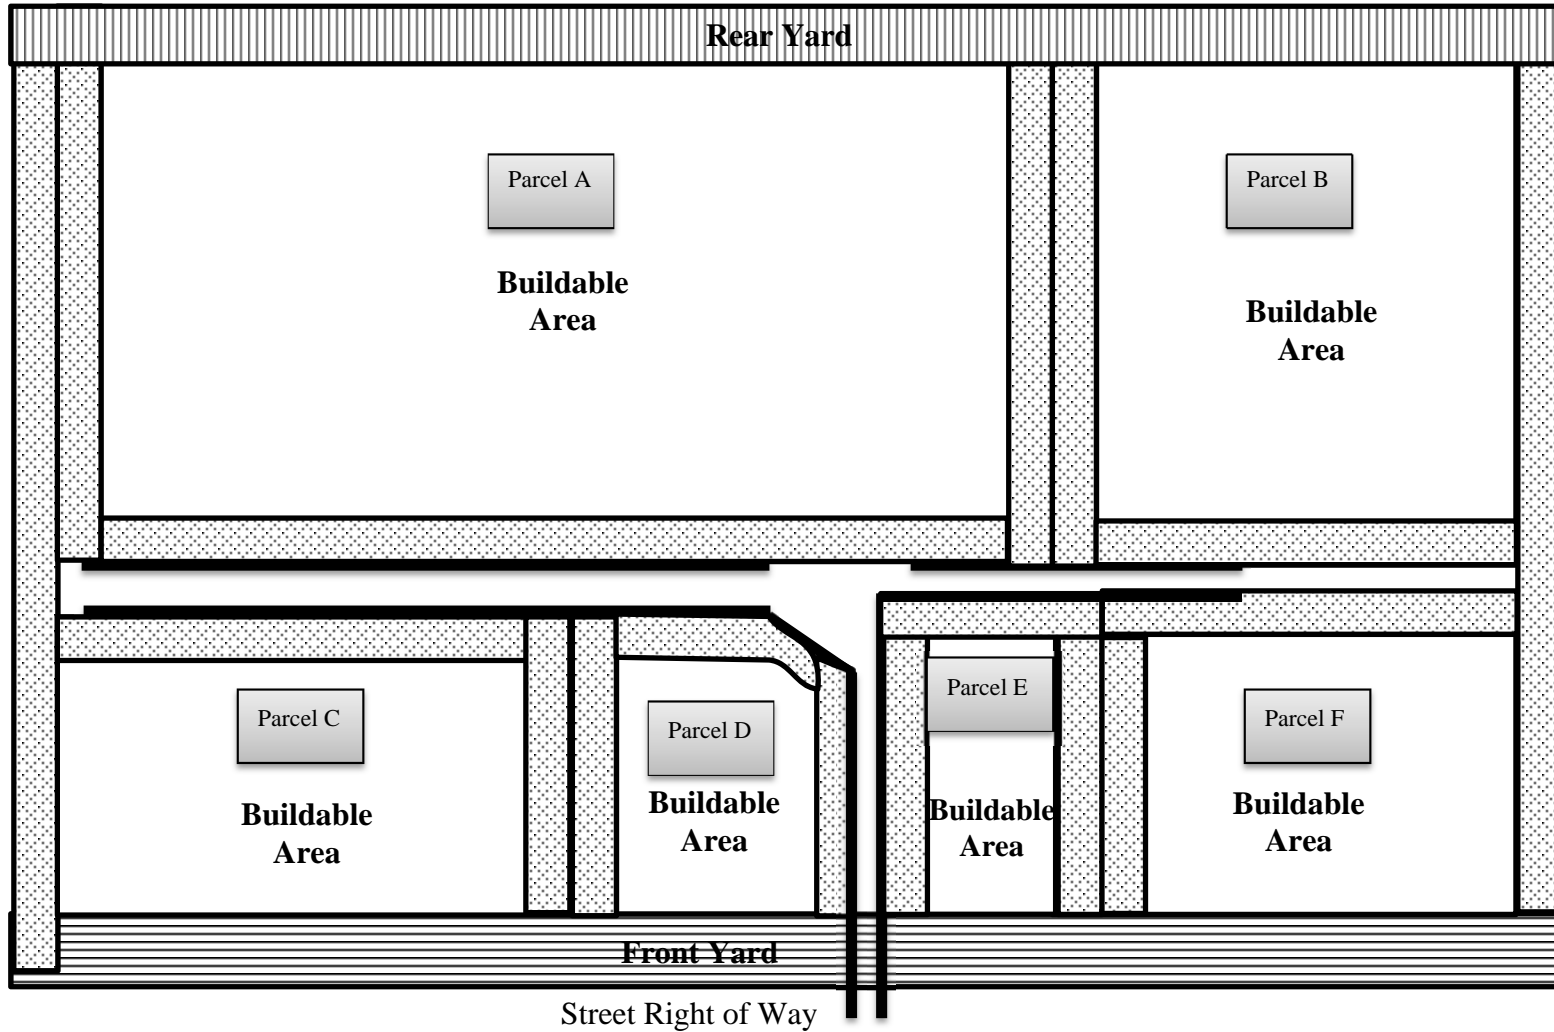 Rear Yard
Parcel A
Buildable
Area
Parcel B
Buildable
Area
Parcel C
Buildable
Area
Parcel D
Buildable
Area
Parcel E
Buildable
Area
Parcel F
Buildable
Area
Front Yard
Street Right of Way